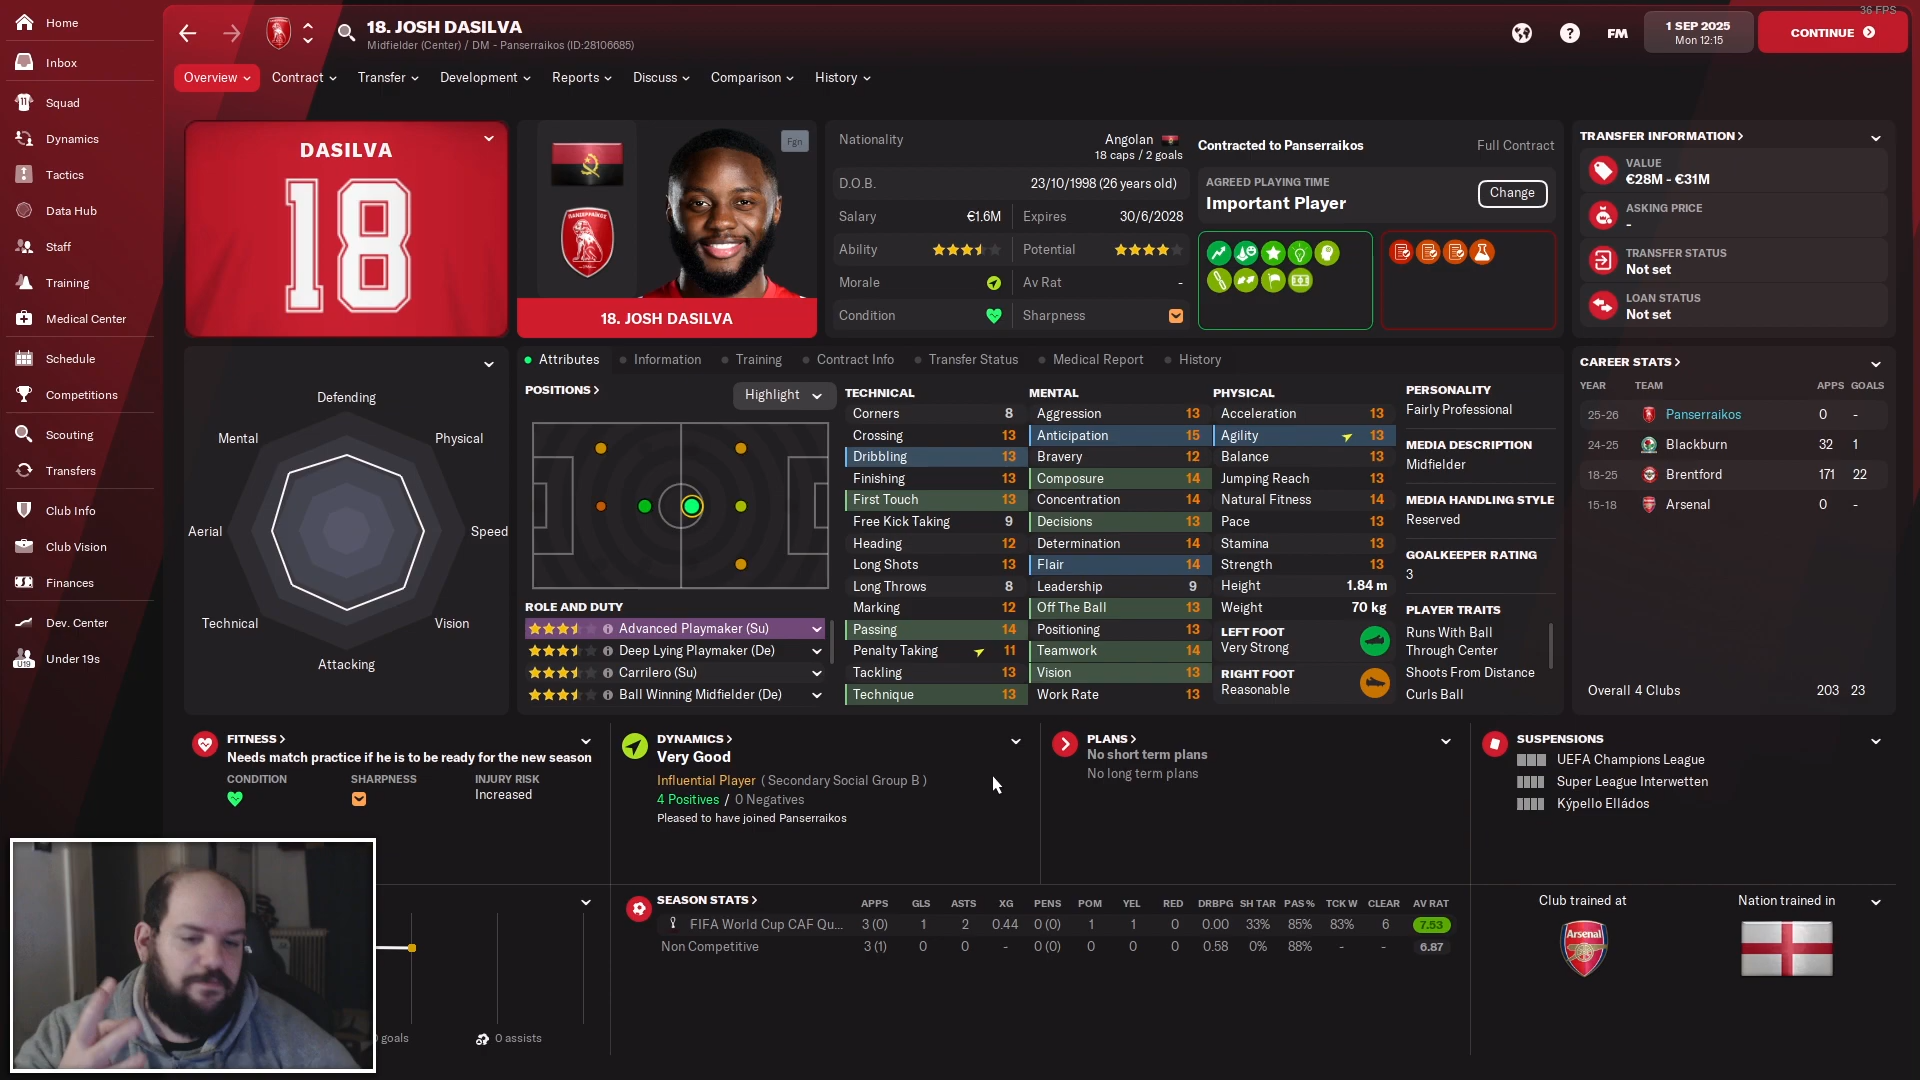 36 FPS
Home
Inbox
Squad
Dynamics
Tactics
Data Hub
Staff
Training
Medical Center
Schedule
Competitions
Scouting
Transfers
Club Info
Club Vision
Finances
Dev. Center
Under 19s
18. JOSH DASILVA
Midfielder (Center) / DM - Panserraikos (ID:28106685)
FM
1 SEP 2025
Mon 12:15
CONTINUE
Overview Contract Transfer Development Reports Discuss Comparison History
DASILVA
18
Fgn
18. JOSH DASILVA
Nationality Angolan
18 caps / 2 goals
D.O.B. 23/10/1998 (26 years old)
Salary €1.6M Expires 30/6/2028
Ability Potential
Morale Av Rat -
Condition Sharpness
Contracted to Panserraikos Full Contract
AGREED PLAYING TIME
Important Player
Change
TRANSFER INFORMATION >
VALUE
€28M - €31M
ASKING PRICE
-
TRANSFER STATUS
Not set
LOAN STATUS
Not set
Defending
Mental Physical
Aerial Speed
Technical Vision
Attacking
Attributes Information Training Contract Info Transfer Status Medical Report History
POSITIONS >
Highlight
ROLE AND DUTY
Advanced Playmaker (Su)
Deep Lying Playmaker (De)
Carrilero (Su)
Ball Winning Midfielder (De)
TECHNICAL
Corners 8
Crossing 13
Dribbling 13
Finishing 13
First Touch 13
Free Kick Taking 9
Heading 12
Long Shots 13
Long Throws 8
Marking 12
Passing 14
Penalty Taking 11
Tackling 13
Technique 13
MENTAL
Aggression 13
Anticipation 15
Bravery 12
Composure 14
Concentration 14
Decisions 13
Determination 14
Flair 14
Leadership 9
Off The Ball 13
Positioning 13
Teamwork 14
Vision 13
Work Rate 13
PHYSICAL
Acceleration 13
Agility 13
Balance 13
Jumping Reach 13
Natural Fitness 14
Pace 13
Stamina 13
Strength 13
Height 1.84 m
Weight 70 kg
LEFT FOOT
Very Strong
RIGHT FOOT
Reasonable
PERSONALITY
Fairly Professional
MEDIA DESCRIPTION
Midfielder
MEDIA HANDLING STYLE
Reserved
GOALKEEPER RATING
3
PLAYER TRAITS
Runs With Ball
Through Center
Shoots From Distance
Curls Ball
CAREER STATS >
YEAR TEAM APPS GOALS
25-26 Panserraikos 0 -
24-25 Blackburn 32 1
18-25 Brentford 171 22
15-18 Arsenal 0 -
Overall 4 Clubs 203 23
FITNESS >
Needs match practice if he is to be ready for the new season
CONDITION SHARPNESS INJURY RISK
Increased
DYNAMICS >
Very Good
Influential Player ( Secondary Social Group B )
4 Positives / 0 Negatives
Pleased to have joined Panserraikos
PLANS >
No short term plans
No long term plans
SUSPENSIONS
UEFA Champions League
Super League Interwetten
Kýpello Elládos
goals 0 assists
SEASON STATS > APPS GLS ASTS XG PENS POM YEL RED DRBPG SH TAR PAS % TCK W CLEAR AV RAT
FIFA World Cup CAF Qu... 3 (0) 1 2 0.44 0 (0) 1 1 0 0.00 33% 85% 83% 6 7.53
Non Competitive 3 (1) 0 0 - 0 (0) 0 0 0 0.58 0% 88% - - 6.87
Club trained at Nation trained in
Arsenal